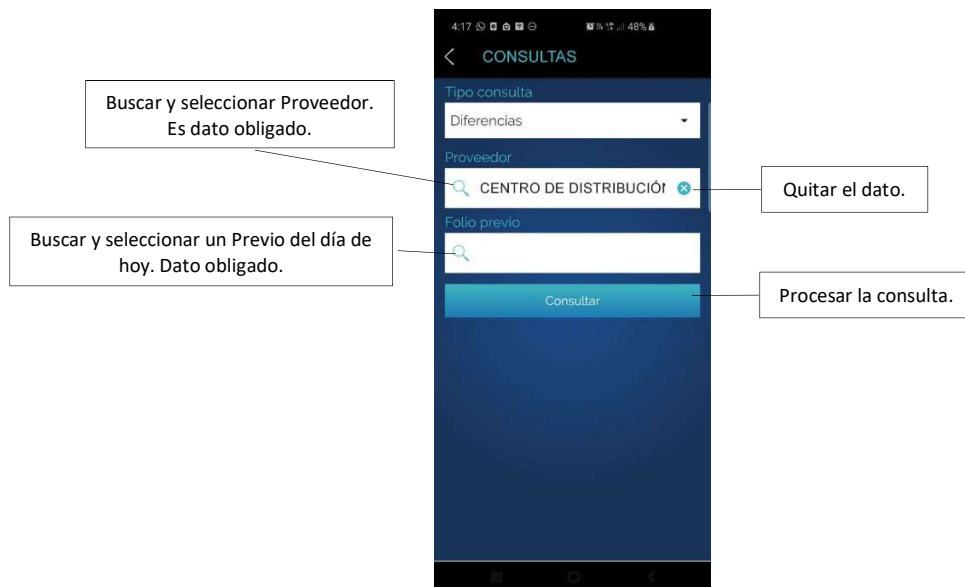 4:17
48%
CONSULTAS
Tipo consulta
Diferencias
Proveedor
CENTRO DE DISTRIBUCIÓN
Folio previo
Consultar
Buscar y seleccionar Proveedor.
Es dato obligado.
Buscar y seleccionar un Previo del día de
hoy. Dato obligado.
Quitar el dato.
Procesar la consulta.